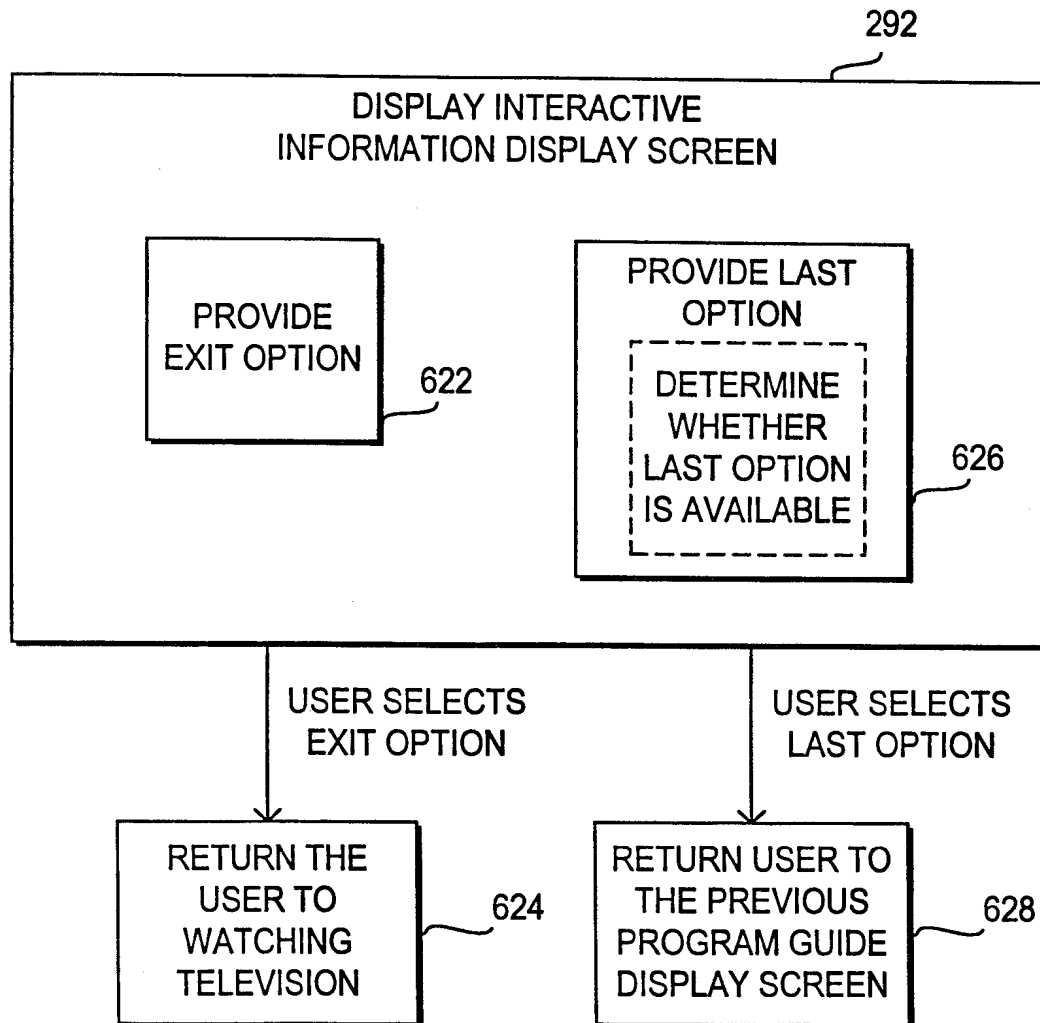 292
DISPLAY INTERACTIVE
INFORMATION DISPLAY SCREEN
PROVIDE
EXIT OPTION
622
PROVIDE LAST
OPTION
DETERMINE
WHETHER
LAST OPTION
IS AVAILABLE
626
USER SELECTS
EXIT OPTION
USER SELECTS
LAST OPTION
RETURN THE
USER TO
WATCHING
TELEVISION
624
RETURN USER TO
THE PREVIOUS
PROGRAM GUIDE
DISPLAY SCREEN
628